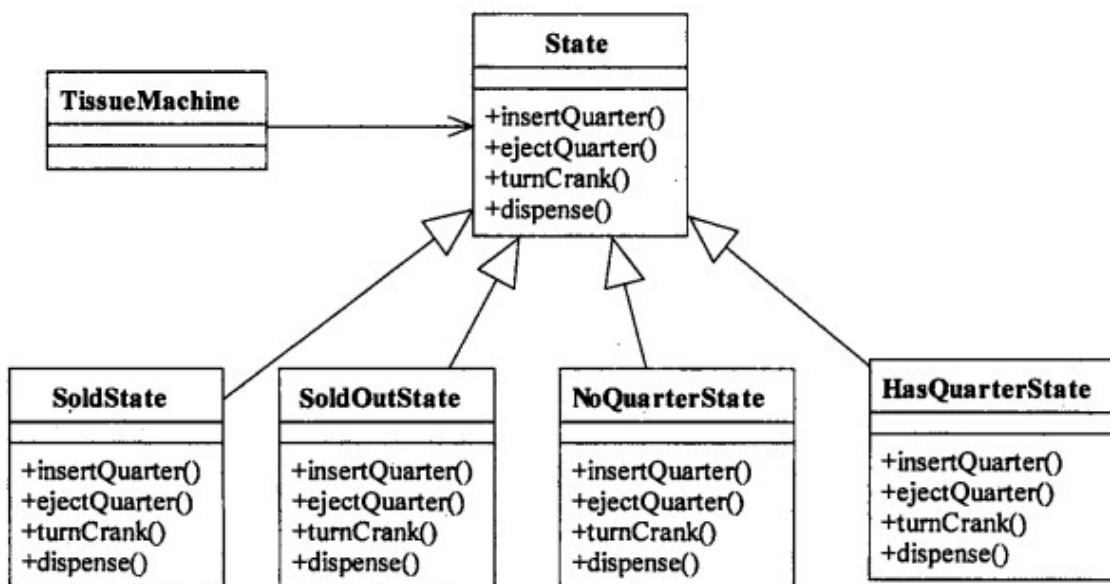 State
+insertQuarter()
+ejectQuarter()
+turnCrank()
+dispense()
TissueMachine
SoldState
+insertQuarter()
+ejectQuarter()
+turnCrank()
+dispense()
SoldOutState
+insertQuarter()
+ejectQuarter()
+turnCrank()
+dispense()
NoQuarterState
+insertQuarter()
+ejectQuarter()
+turnCrank()
+dispense()
HasQuarterState
+insertQuarter()
+ejectQuarter()
+turnCrank()
+dispense()